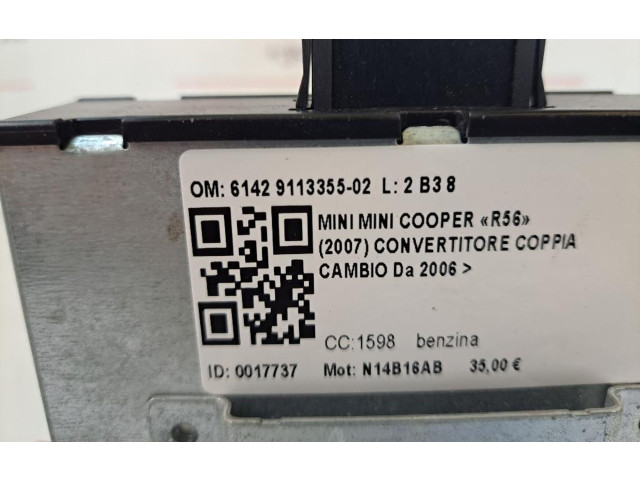 OM: 6142 9113355-02 L: 2 B3 8
MINI MINI COOPER «R56»
(2007) CONVERTITORE COPPIA
CAMBIO Da 2006 >
CC:1598 benzina
ID: 0017737 Mot: N14B16AB 35,00 €